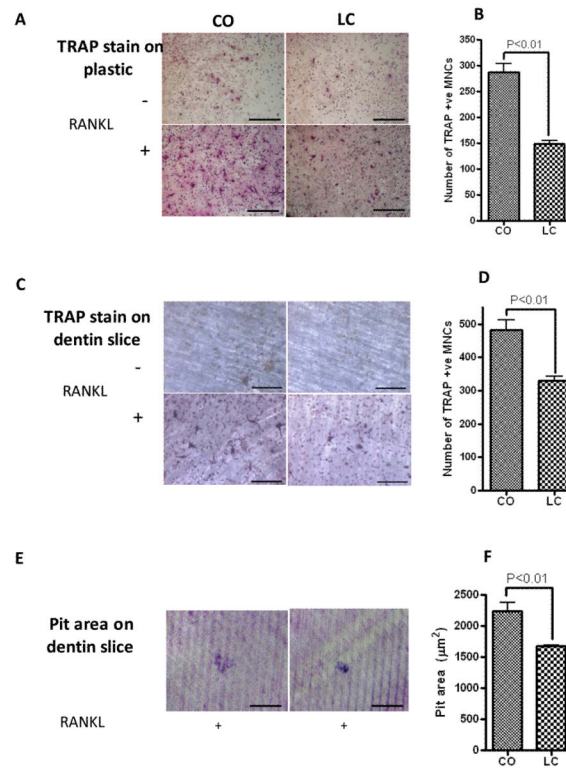 A
CO
LC
TRAP stain on
plastic
-
RANKL
+
B
P<0.01
Number of TRAP +ve MNCs
350
300
250
200
150
100
50
0
CO
LC
C
TRAP stain on
dentin slice
-
RANKL
+
D
P<0.01
Number of TRAP +ve MNCs
500
400
300
200
100
0
CO
LC
E
Pit area on
dentin slice
RANKL
+
+
F
P<0.01
Pit area (μm²)
2500
2000
1500
1000
500
0
CO
LC